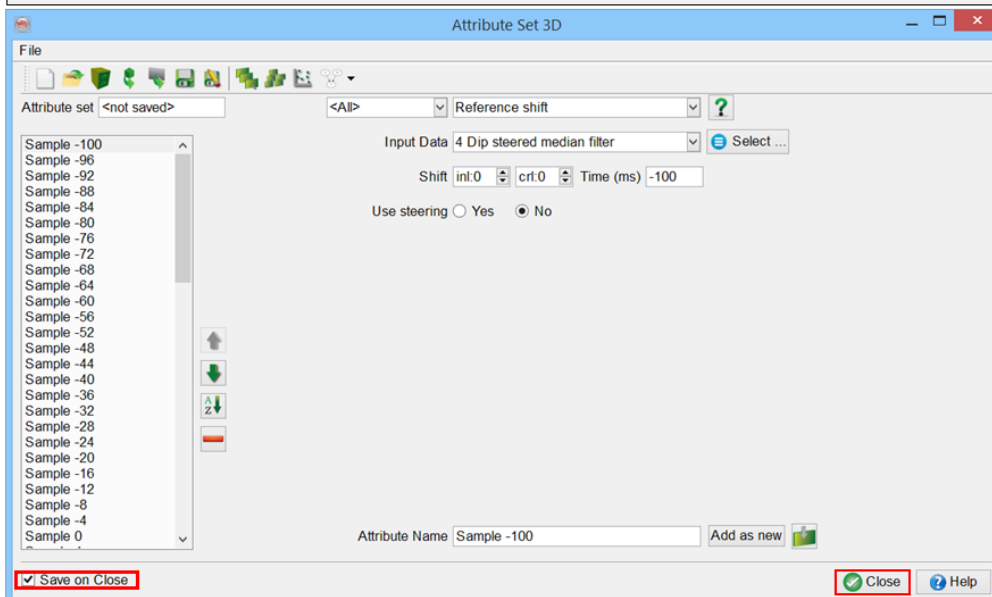 Attribute Set 3D
File
Attribute set <not saved> <All> Reference shift ?
Input Data 4 Dip steered median filter Select ...
Shift inl:0 crl:0 Time (ms) -100
Use steering Yes No
Sample -100
Sample -96
Sample -92
Sample -88
Sample -84
Sample -80
Sample -76
Sample -72
Sample -68
Sample -64
Sample -60
Sample -56
Sample -52
Sample -48
Sample -44
Sample -40
Sample -36
Sample -32
Sample -28
Sample -24
Sample -20
Sample -16
Sample -12
Sample -8
Sample -4
Sample 0
A
Z
Attribute Name Sample -100 Add as new
Save on Close Close ? Help